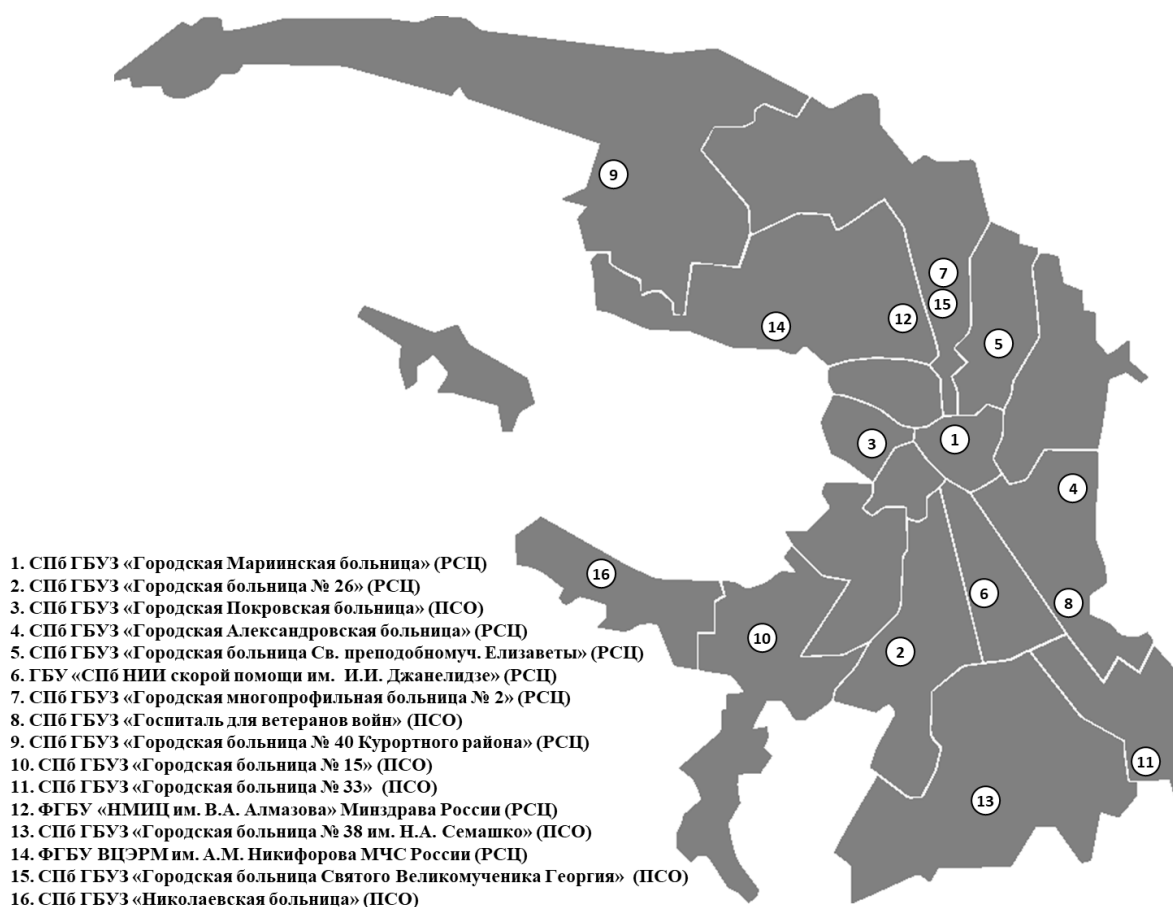 9
7
15
12
14
5
1
3
4
16
6
8
10
2
11
13
1. СПб ГБУЗ «Городская Мариинская больница» (РСЦ)
2. СПб ГБУЗ «Городская больница № 26» (РСЦ)
3. СПб ГБУЗ «Городская Покровская больница» (ПСО)
4. СПб ГБУЗ «Городская Александровская больница» (РСЦ)
5. СПб ГБУЗ «Городская больница Св. преподобномуч. Елизаветы» (РСЦ)
6. ГБУ «СПб НИИ скорой помощи им. И.И. Джанелидзе» (РСЦ)
7. СПб ГБУЗ «Городская многопрофильная больница № 2» (РСЦ)
8. СПб ГБУЗ «Госпиталь для ветеранов войн» (ПСО)
9. СПб ГБУЗ «Городская больница № 40 Курортного района» (РСЦ)
10. СПб ГБУЗ «Городская больница № 15» (ПСО)
11. СПб ГБУЗ «Городская больница № 33» (ПСО)
12. ФГБУ «НМИЦ им. В.А. Алмазова» Минздрава России (РСЦ)
13. СПб ГБУЗ «Городская больница № 38 им. Н.А. Семашко» (ПСО)
14. ФГБУ ВЦЭРМ им. А.М. Никифорова МЧС России (РСЦ)
15. СПб ГБУЗ «Городская больница Святого Великомученика Георгия» (ПСО)
16. СПб ГБУЗ «Николаевская больница» (ПСО)